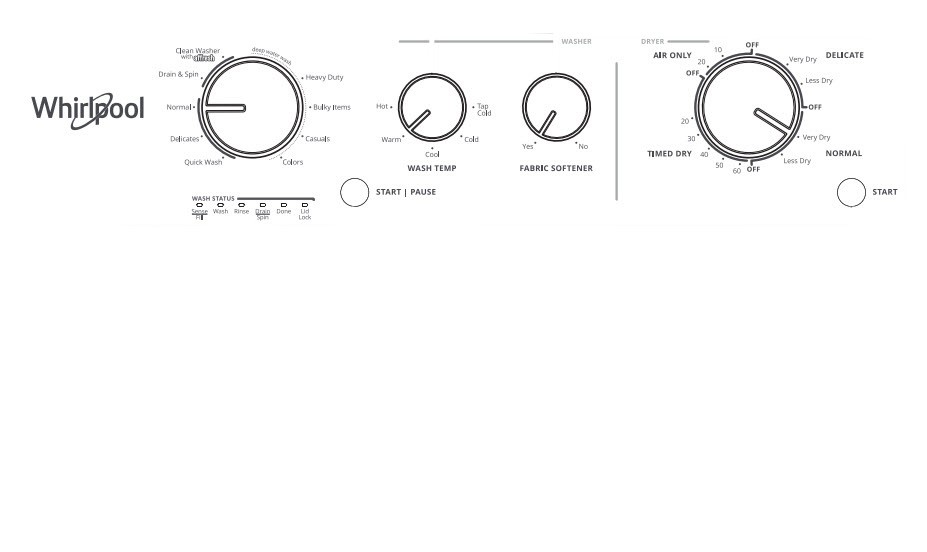 Whirlpool
Clean Washer
with affresh
deep water wash
Drain & Spin
Heavy Duty
Normal
Bulky Items
Delicates
Casuals
Quick Wash
Colors
WASH STATUS
Sense
Fill
Wash
Rinse
Drain
Spin
Done
Lid
Lock
WASHER
Hot
Tap
Cold
Warm
Cold
Cool
WASH TEMP
Yes
No
FABRIC SOFTENER
START | PAUSE
DRYER
AIR ONLY
10
20
OFF
OFF
Very Dry
DELICATE
Less Dry
OFF
20
30
40
50
60
TIMED DRY
OFF
Very Dry
Less Dry
NORMAL
START